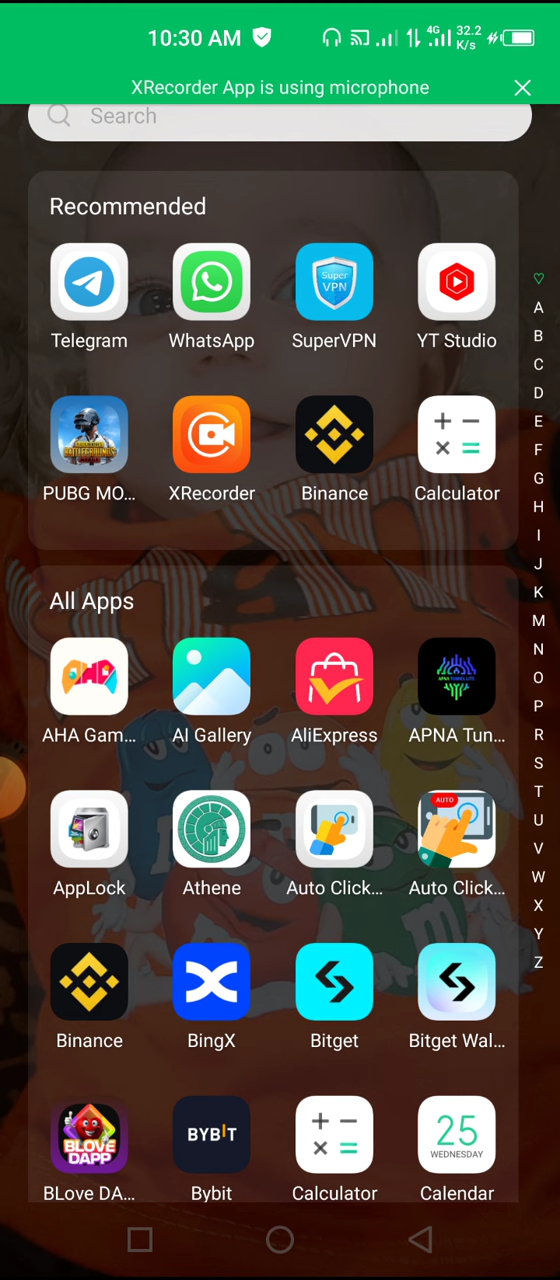 10:30 AM
4G
32.2
K/s
XRecorder App is using microphone
Search
Recommended
Super
VPN
Telegram
WhatsApp
SuperVPN
YT Studio
PUBG MO...
XRecorder
Binance
Calculator
All Apps
AHA
AHA Gam...
AI Gallery
AliExpress
APNA Tun...
AUTO
AppLock
Athene
Auto Click...
Auto Click...
Binance
BingX
Bitget
Bitget Wal...
BLOVE
DAPP
BYBIT
25
WEDNESDAY
BLove DA...
Bybit
Calculator
Calendar
A
B
C
D
E
F
G
H
I
J
K
M
N
O
P
R
S
T
U
V
W
X
Y
Z